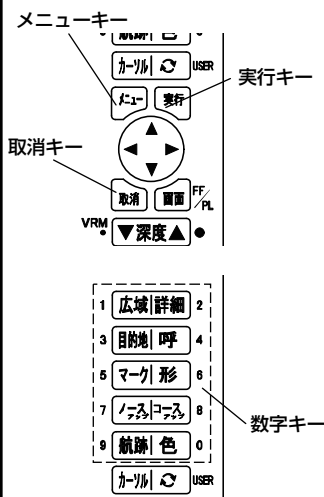 メニューキー
航跡 色
カーソル USER
メニュー 実行 実行キー
取消キー
取消 画面 FF/PL
VRM ▼深度▲
1 広域 詳細 2
3 目的地 呼 4
5 マーク 形 6
7 ノースアップ コースアップ 8
数字キー
9 航跡 色 0
カーソル USER